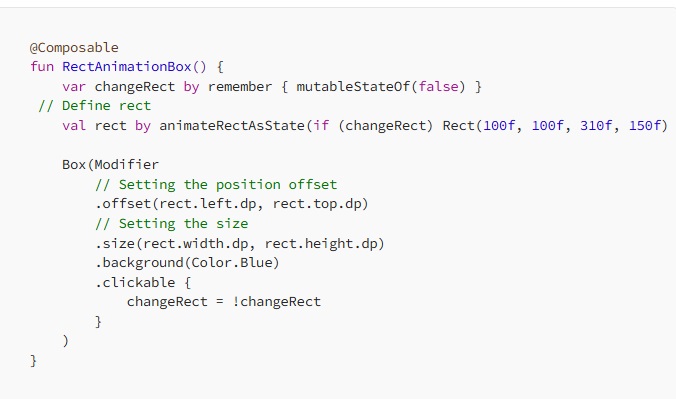 @Composable
fun RectAnimationBox() {
    var changeRect by remember { mutableStateOf(false) }
 // Define rect
    val rect by animateRectAsState(if (changeRect) Rect(100f, 100f, 310f, 150f)
    Box(Modifier
        // Setting the position offset
        .offset(rect.left.dp, rect.top.dp)
        // Setting the size
        .size(rect.width.dp, rect.height.dp)
        .background(Color.Blue)
        .clickable {
            changeRect = !changeRect
        }
    )
}